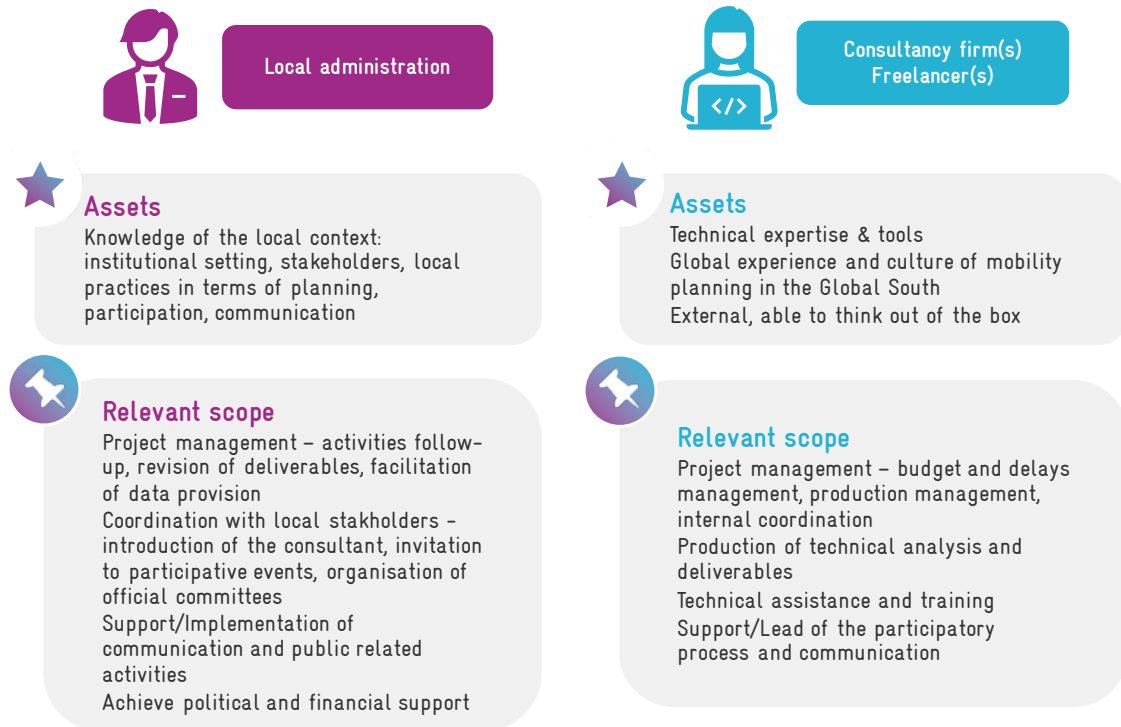 Local administration
Assets
Knowledge of the local context:
institutional setting, stakeholders, local
practices in terms of planning,
participation, communication
Relevant scope
Project management – activities follow-
up, revision of deliverables, facilitation
of data provision
Coordination with local stakholders –
introduction of the consultant, invitation
to participative events, organisation of
official committees
Support/Implementation of
communication and public related
activities
Achieve political and financial support
Consultancy firm(s)
Freelancer(s)
</>
Assets
Technical expertise & tools
Global experience and culture of mobility
planning in the Global South
External, able to think out of the box
Relevant scope
Project management – budget and delays
management, production management,
internal coordination
Production of technical analysis and
deliverables
Technical assistance and training
Support/Lead of the participatory
process and communication